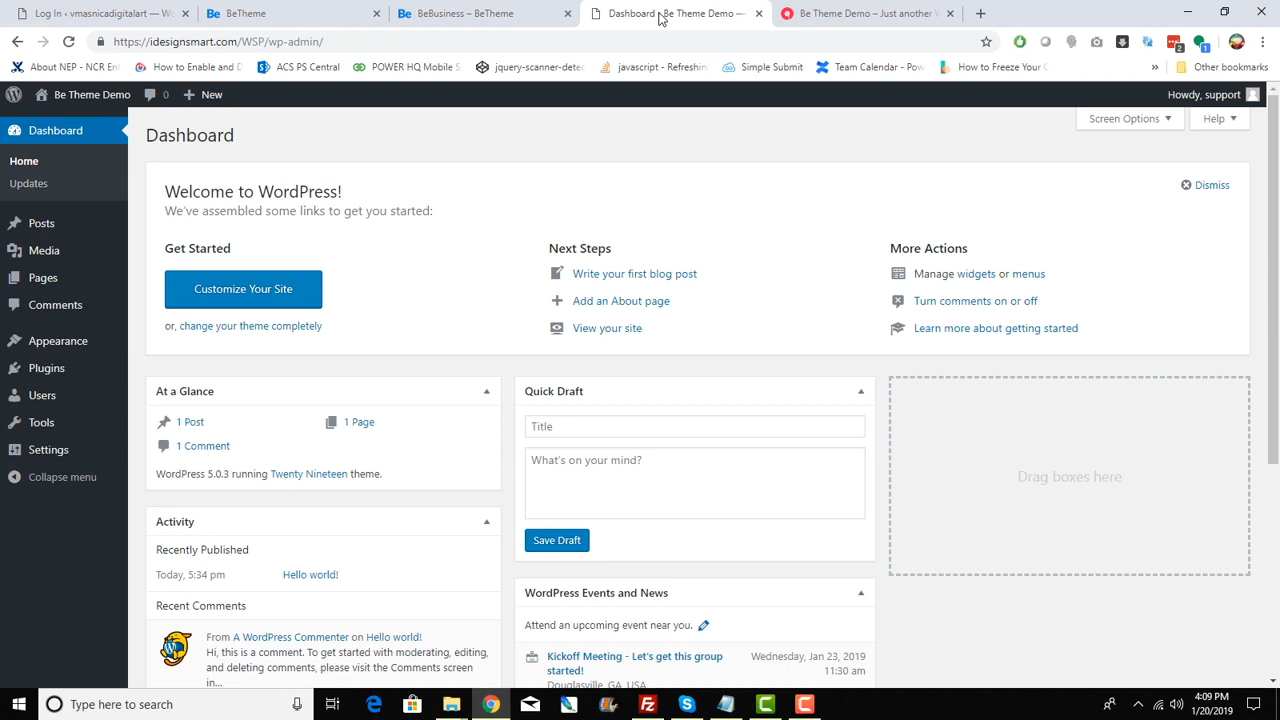 Log In ‹ vmanicadigitalart — Wo
BeTheme
BeBusiness – BeTheme
Dashboard ‹ Be Theme Demo —
Be Theme Demo – Just another W
https://idesignsmart.com/WSP/wp-admin/
2
1
About NEP - NCR Ent
How to Enable and D
ACS PS Central
POWER HQ Mobile S
jquery-scanner-detec
javascript - Refreshin
Simple Submit
Team Calendar - Pow
How to Freeze Your C
»
Other bookmarks
Be Theme Demo
0
New
Howdy, support
Dashboard
Home
Updates
Posts
Media
Pages
Comments
Appearance
Plugins
Users
Tools
Settings
Collapse menu
Screen Options
Help
Dashboard
Welcome to WordPress!
We've assembled some links to get you started:
Dismiss
Get Started
Customize Your Site
or, change your theme completely
Next Steps
Write your first blog post
Add an About page
View your site
More Actions
Manage widgets or menus
Turn comments on or off
Learn more about getting started
At a Glance
1 Post
1 Page
1 Comment
WordPress 5.0.3 running Twenty Nineteen theme.
Activity
Recently Published
Today, 5:34 pm
Hello world!
Recent Comments
From A WordPress Commenter on Hello world!
Hi, this is a comment. To get started with moderating, editing,
and deleting comments, please visit the Comments screen
in...
Quick Draft
Title
What's on your mind?
Save Draft
WordPress Events and News
Attend an upcoming event near you.
Kickoff Meeting - Let's get this group
started!
Douglasville, GA, USA
Wednesday, Jan 23, 2019
11:30 am
Drag boxes here
Type here to search
4:09 PM
1/20/2019